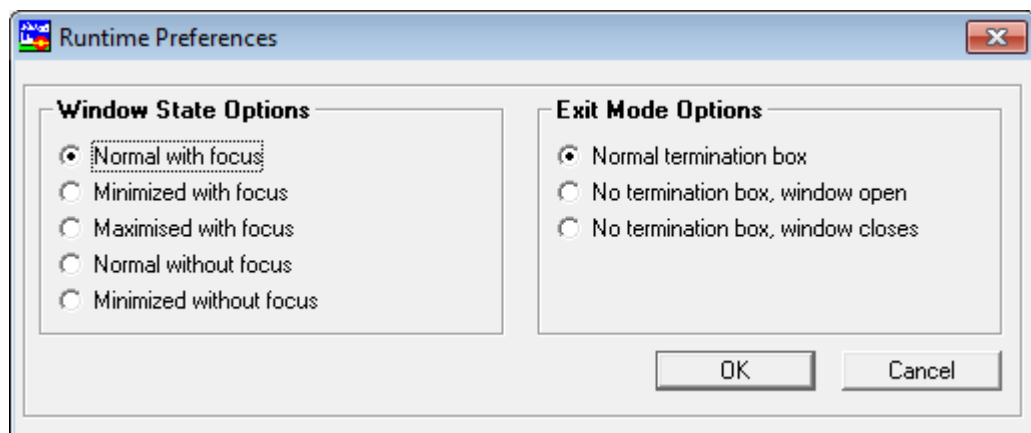 Runtime Preferences
Window State Options
Normal with focus
Minimized with focus
Maximised with focus
Normal without focus
Minimized without focus
Exit Mode Options
Normal termination box
No termination box, window open
No termination box, window closes
OK
Cancel